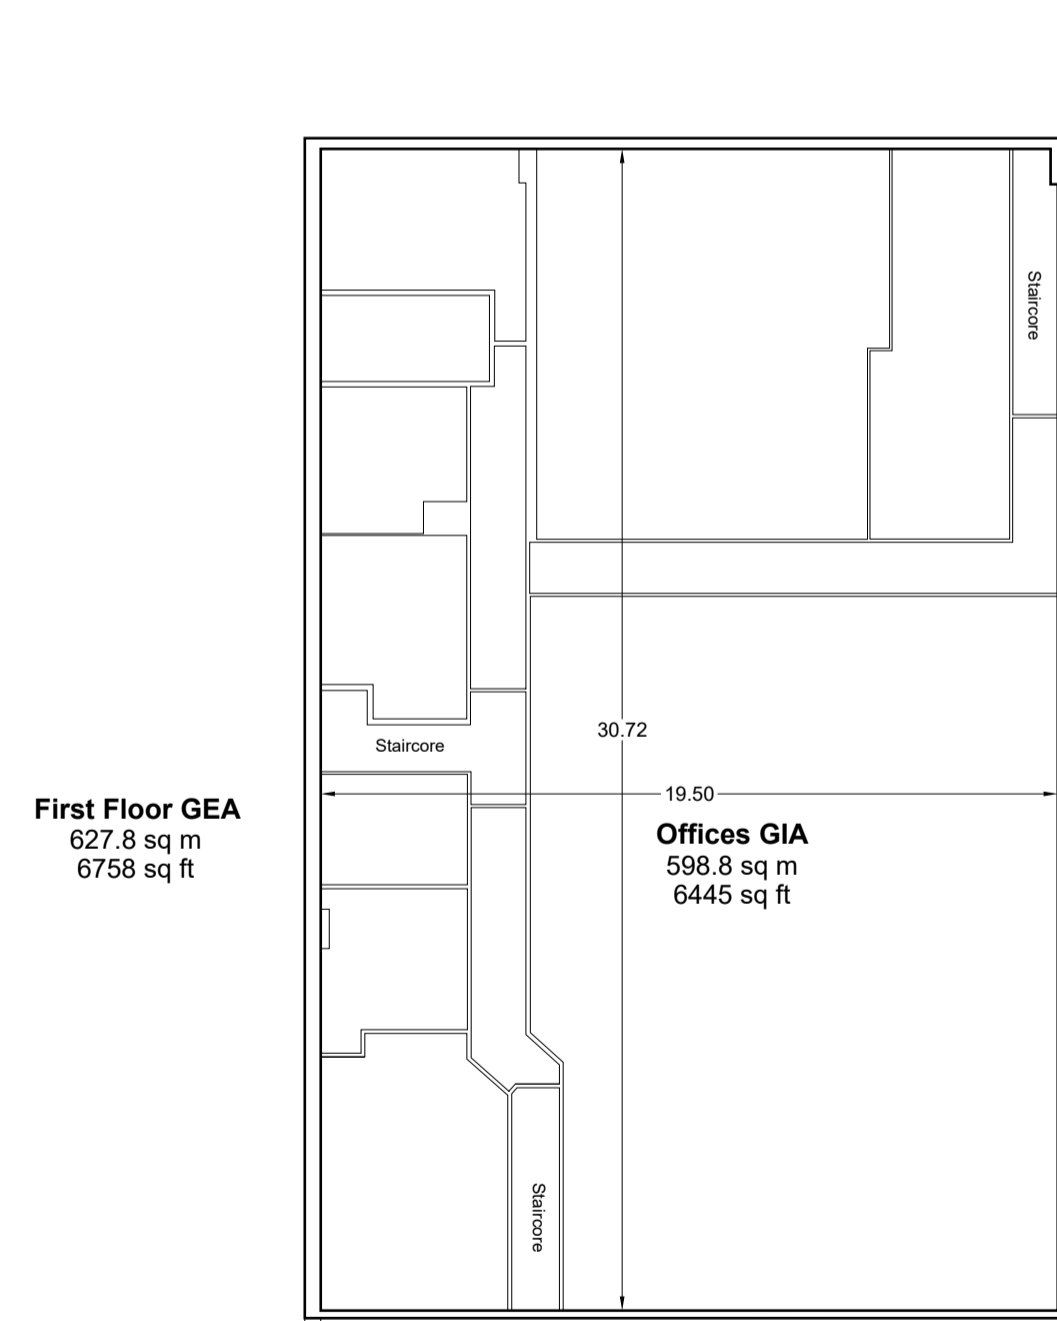 Staircore
30.72
Staircore
19.50
First Floor GEA
627.8 sq m
6758 sq ft
Offices GIA
598.8 sq m
6445 sq ft
Staircore